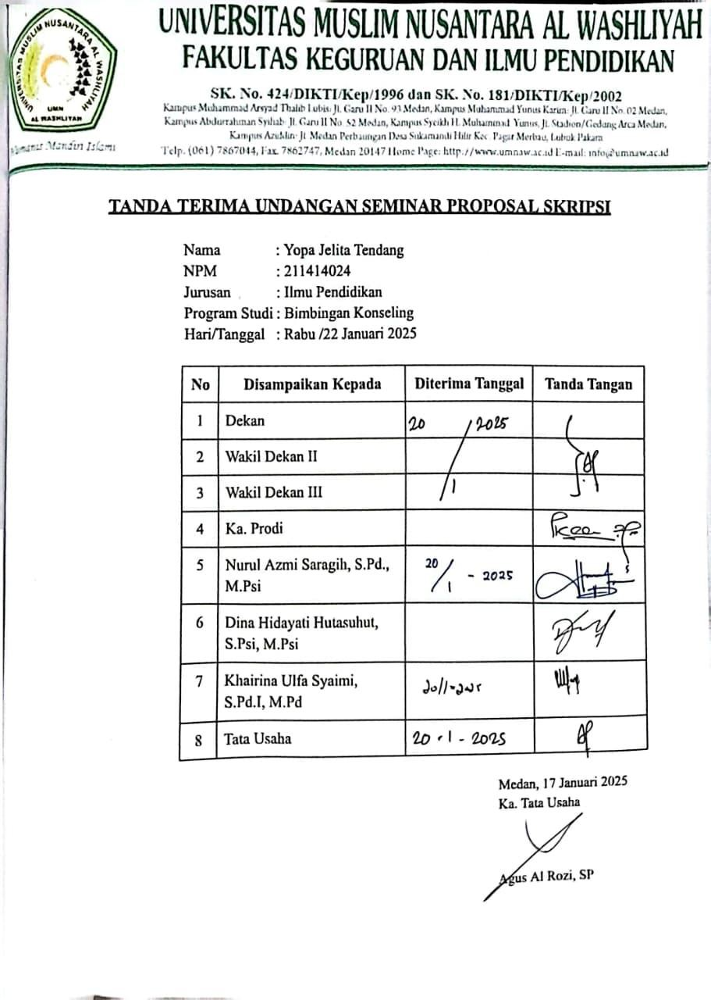 UNIVERSITAS MUSLIM NUSANTARA AL WASHLIYAH
UMN
AL WASHLIYAH
UNIVERSITAS MUSLIM NUSANTARA AL WASHLIYAH
FAKULTAS KEGURUAN DAN ILMU PENDIDIKAN
SK. No. 424/DIKTI/Kep/1996 dan SK. No. 181/DIKTI/Kep/2002
Kampus Muhammad Arsyad Thalib Lubis: Jl. Garu II No. 93 Medan, Kampus Muhammad Yunus Karim: Jl. Garu II No. 02 Medan,
Kampus Abdurrahman Syihab: Jl. Garu II No. 52 Medan, Kampus Syeikh H. Muhammad Yunus, Jl. Stadion/Gedung Arca Medan,
Kampus Azuddin: Jl. Medan Perbaungan Desa Sukamandi Hilir Kec. Pagar Merbau, Lubuk Pakam
Telp. (061) 7867044, Fax. 7862747, Medan 20147 Home Page: http://www.umnaw.ac.id E-mail: info@umnaw.ac.id
Mandiri Islami
TANDA TERIMA UNDANGAN SEMINAR PROPOSAL SKRIPSI
Nama : Yopa Jelita Tendang
NPM : 211414024
Jurusan : Ilmu Pendidikan
Program Studi : Bimbingan Konseling
Hari/Tanggal : Rabu /22 Januari 2025
No Disampaikan Kepada Diterima Tanggal Tanda Tangan
1 Dekan 20 / 1 2025
2 Wakil Dekan II
3 Wakil Dekan III
4 Ka. Prodi
5 Nurul Azmi Saragih, S.Pd., 20/1 - 2025
M.Psi
6 Dina Hidayati Hutasuhut,
S.Psi, M.Psi
7 Khairina Ulfa Syaimi, 20/1-2025
S.Pd.I, M.Pd
8 Tata Usaha 20 - 1 - 2025
Medan, 17 Januari 2025
Ka. Tata Usaha
Agus Al Rozi, SP